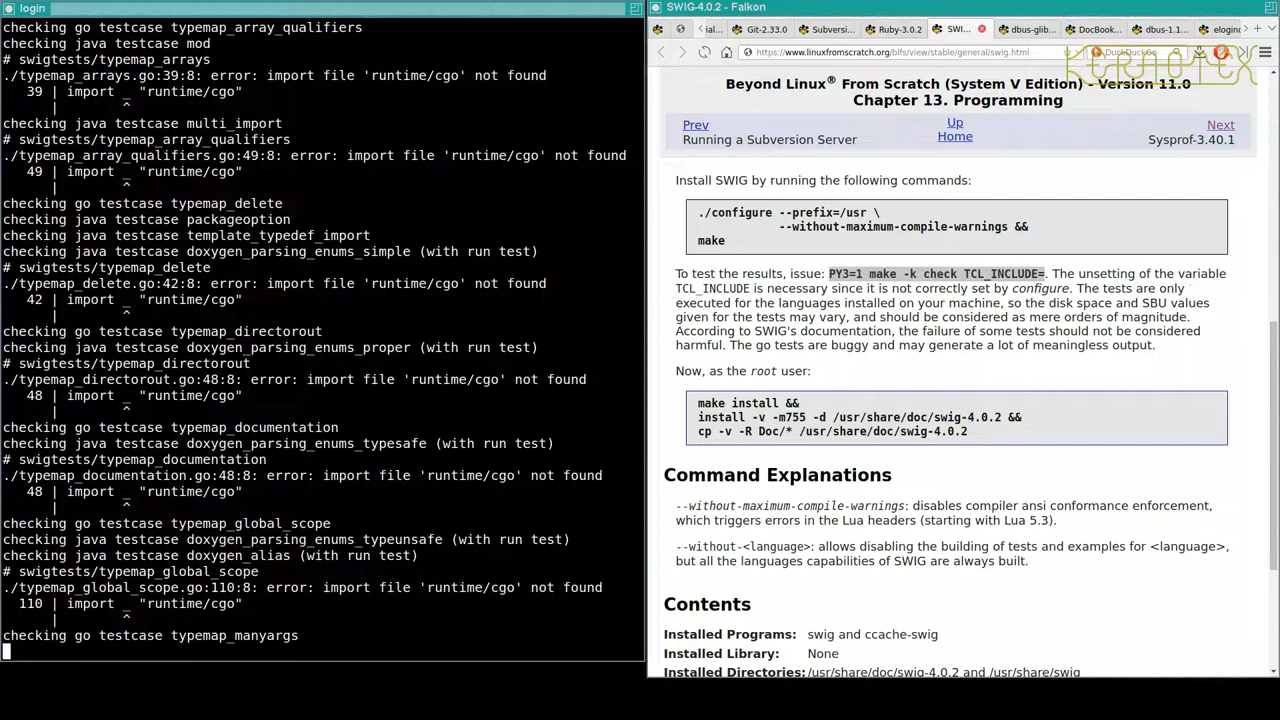 login
checking go testcase typemap_array_qualifiers
checking java testcase mod
# swigtests/typemap_arrays
./typemap_arrays.go:39:8: error: import file 'runtime/cgo' not found
39 | import _ "runtime/cgo"
| ^
checking java testcase multi_import
# swigtests/typemap_array_qualifiers
./typemap_array_qualifiers.go:49:8: error: import file 'runtime/cgo' not found
49 | import _ "runtime/cgo"
| ^
checking go testcase typemap_delete
checking java testcase packageoption
checking java testcase template_typedef_import
checking java testcase doxygen_parsing_enums_simple (with run test)
# swigtests/typemap_delete
./typemap_delete.go:42:8: error: import file 'runtime/cgo' not found
42 | import _ "runtime/cgo"
| ^
checking go testcase typemap_directorout
checking java testcase doxygen_parsing_enums_proper (with run test)
# swigtests/typemap_directorout
./typemap_directorout.go:48:8: error: import file 'runtime/cgo' not found
48 | import _ "runtime/cgo"
| ^
checking go testcase typemap_documentation
checking java testcase doxygen_parsing_enums_typesafe (with run test)
# swigtests/typemap_documentation
./typemap_documentation.go:48:8: error: import file 'runtime/cgo' not found
48 | import _ "runtime/cgo"
| ^
checking go testcase typemap_global_scope
checking java testcase doxygen_parsing_enums_typeunsafe (with run test)
checking java testcase doxygen_alias (with run test)
# swigtests/typemap_global_scope
./typemap_global_scope.go:110:8: error: import file 'runtime/cgo' not found
110 | import _ "runtime/cgo"
| ^
checking go testcase typemap_manyargs
SWIG-4.0.2 - Falkon
ial... Git-2.33.0 Subversi... Ruby-3.0.2 SWI... dbus-glib... DocBook... dbus-1.1... eloginc
https://www.linuxfromscratch.org/blfs/view/stable/general/swig.html DuckDuckGo
KERNOTEX
Beyond Linux® From Scratch (System V Edition) - Version 11.0
Chapter 13. Programming
Prev Up Next
Running a Subversion Server Home Sysprof-3.40.1
Install SWIG by running the following commands:
./configure --prefix=/usr \
--without-maximum-compile-warnings &&
make
To test the results, issue: PY3=1 make -k check TCL_INCLUDE=. The unsetting of the variable
TCL_INCLUDE is necessary since it is not correctly set by configure. The tests are only
executed for the languages installed on your machine, so the disk space and SBU values
given for the tests may vary, and should be considered as mere orders of magnitude.
According to SWIG's documentation, the failure of some tests should not be considered
harmful. The go tests are buggy and may generate a lot of meaningless output.
Now, as the root user:
make install &&
install -v -m755 -d /usr/share/doc/swig-4.0.2 &&
cp -v -R Doc/* /usr/share/doc/swig-4.0.2
Command Explanations
--without-maximum-compile-warnings: disables compiler ansi conformance enforcement,
which triggers errors in the Lua headers (starting with Lua 5.3).
--without-<language>: allows disabling the building of tests and examples for <language>,
but all the languages capabilities of SWIG are always built.
Contents
Installed Programs: swig and ccache-swig
Installed Library: None
Installed Directories: /usr/share/doc/swig-4.0.2 and /usr/share/swig